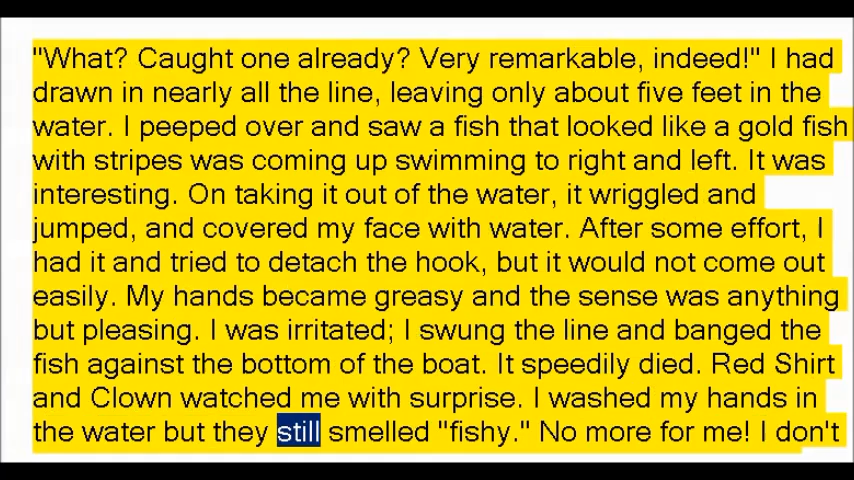 "What? Caught one already? Very remarkable, indeed!" I had
drawn in nearly all the line, leaving only about five feet in the
water. I peeped over and saw a fish that looked like a gold fish
with stripes was coming up swimming to right and left. It was
interesting. On taking it out of the water, it wriggled and
jumped, and covered my face with water. After some effort, I
had it and tried to detach the hook, but it would not come out
easily. My hands became greasy and the sense was anything
but pleasing. I was irritated; I swung the line and banged the
fish against the bottom of the boat. It speedily died. Red Shirt
and Clown watched me with surprise. I washed my hands in
the water but they still smelled "fishy." No more for me! I don't